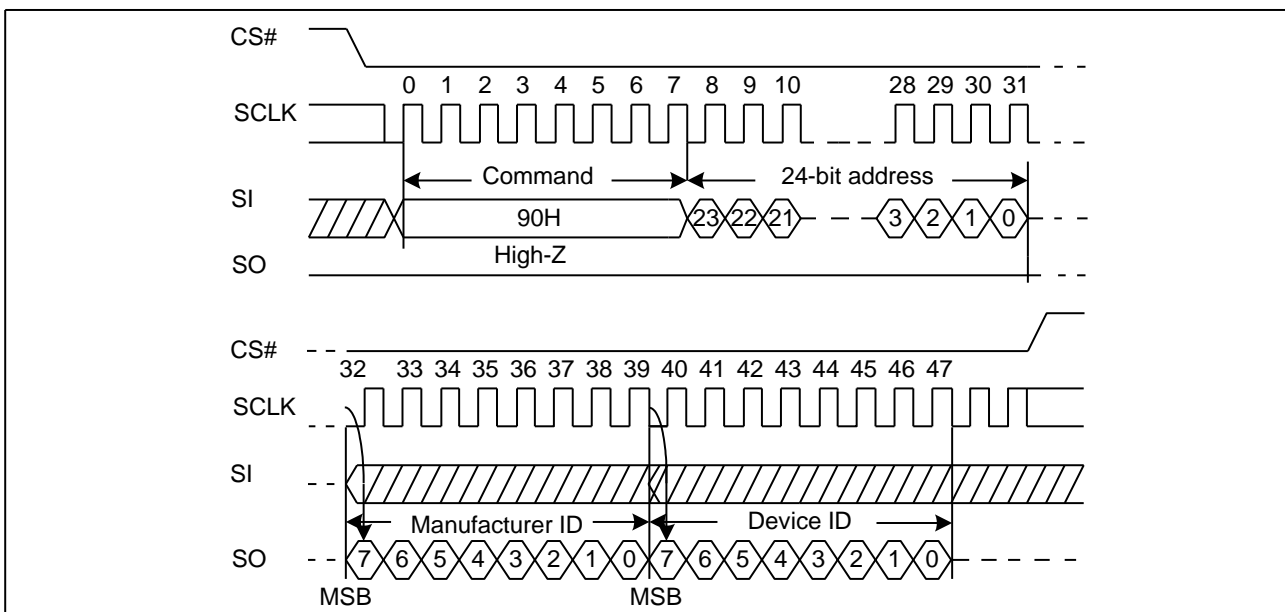 CS#
0 1 2 3 4 5 6 7 8 9 10 28 29 30 31
SCLK
Command 24-bit address
SI
90H 23 22 21 3 2 1 0
High-Z
SO
CS#
32 33 34 35 36 37 38 39 40 41 42 43 44 45 46 47
SCLK
SI
Manufacturer ID Device ID
SO 7 6 5 4 3 2 1 0 7 6 5 4 3 2 1 0
MSB MSB